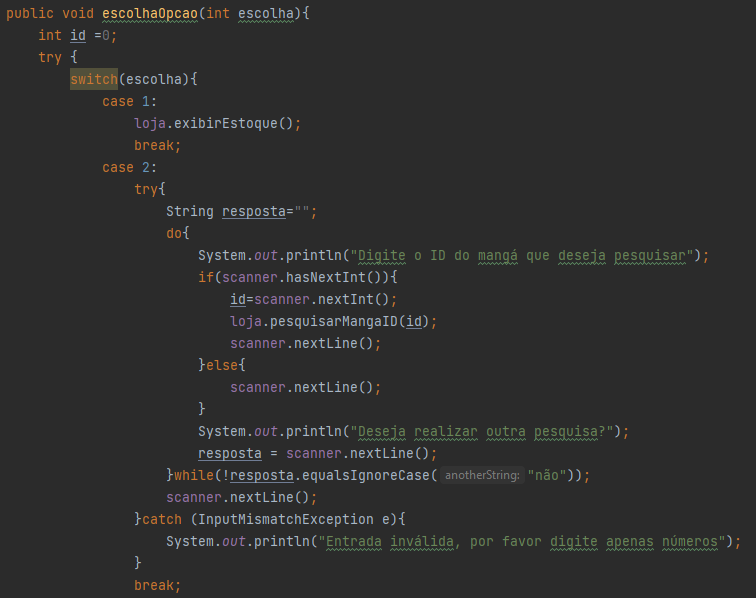 public void escolhaOpcao(int escolha){
int id =0;
try {
switch(escolha){
case 1:
loja.exibirEstoque();
break;
case 2:
try{
String resposta="";
do{
System.out.println("Digite o ID do mangá que deseja pesquisar");
if(scanner.hasNextInt()){
id=scanner.nextInt();
loja.pesquisarMangaID(id);
scanner.nextLine();
}else{
scanner.nextLine();
}
System.out.println("Deseja realizar outra pesquisa?");
resposta = scanner.nextLine();
}while(!resposta.equalsIgnoreCase( anotherString: "não"));
scanner.nextLine();
}catch (InputMismatchException e){
System.out.println("Entrada inválida, por favor digite apenas números");
}
break;